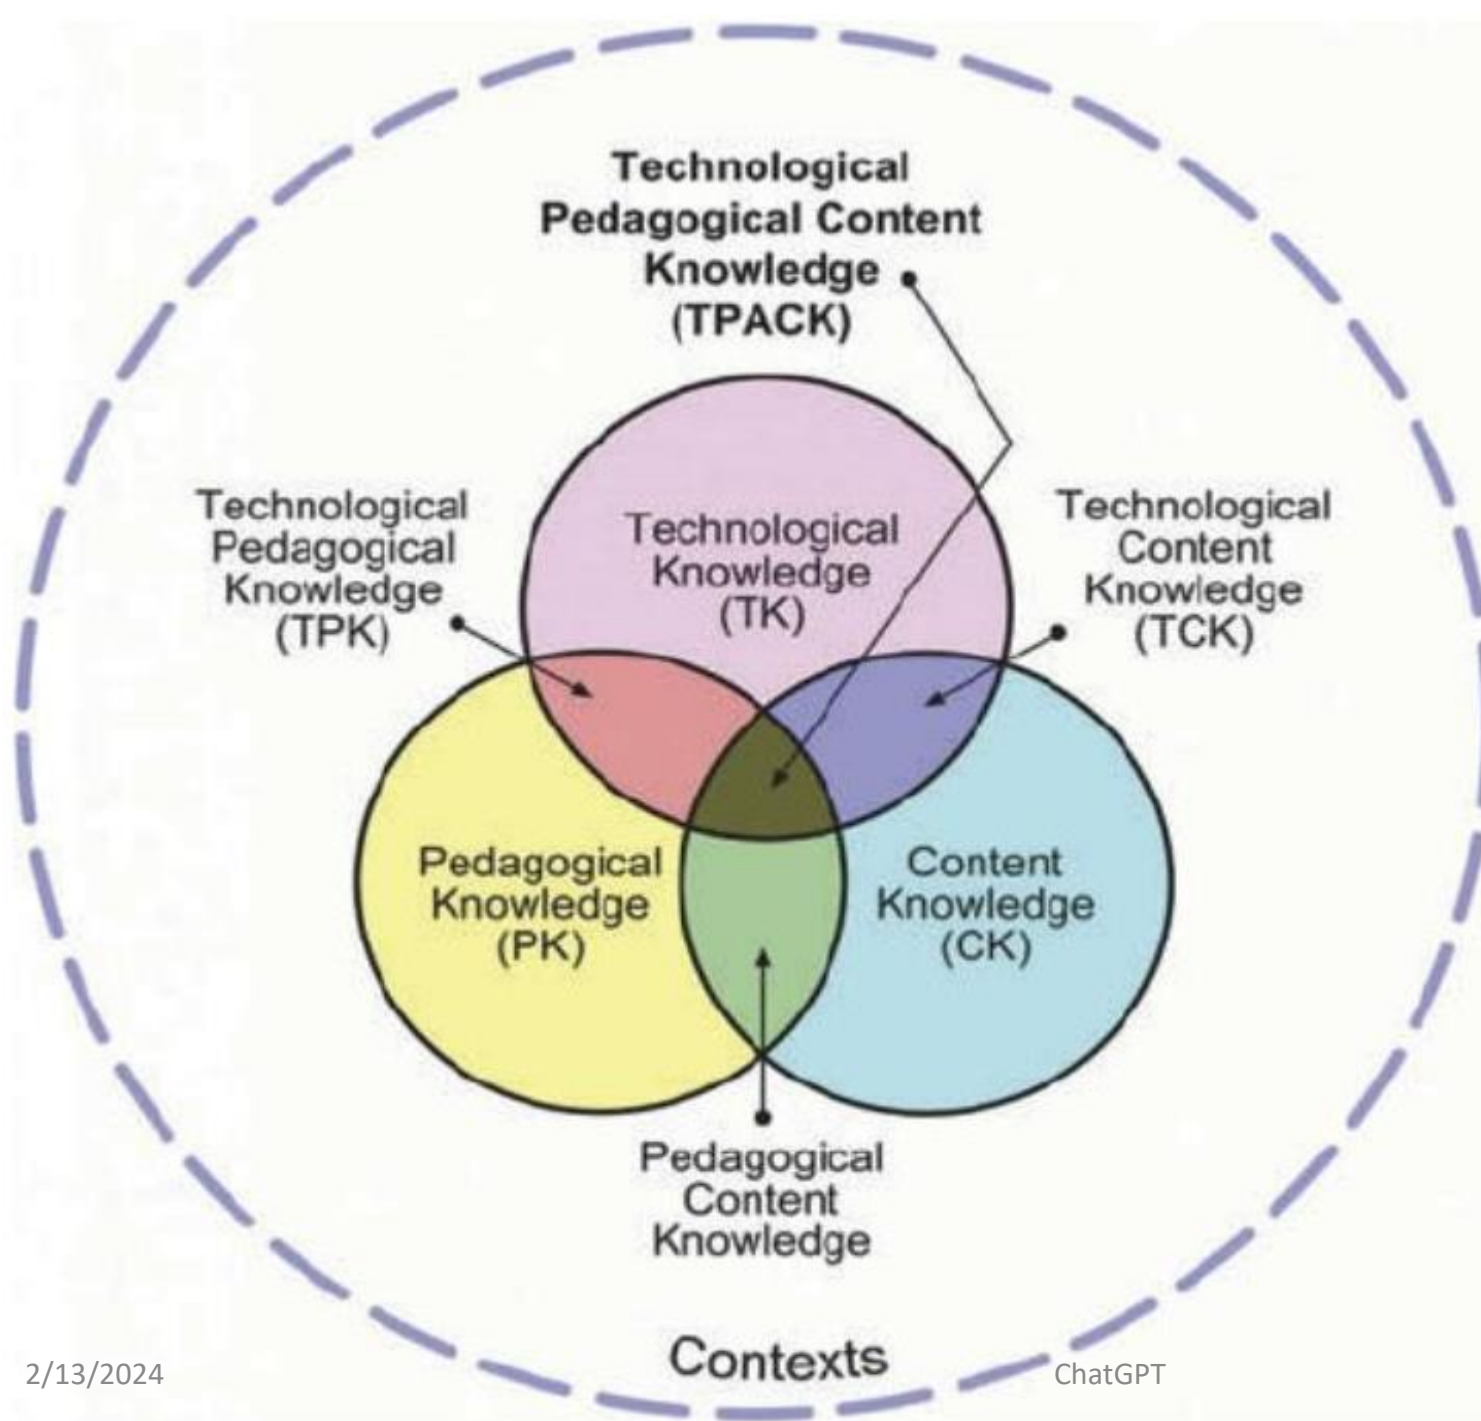 Technological
Pedagogical Content
Knowledge
(TPACK)
Technological
Pedagogical
Knowledge
(TPK)
Technological
Knowledge
(TK)
Technological
Content
Knowledge
(TCK)
Pedagogical
Knowledge
(PK)
Content
Knowledge
(CK)
Pedagogical
Content
Knowledge
Contexts
2/13/2024
ChatGPT